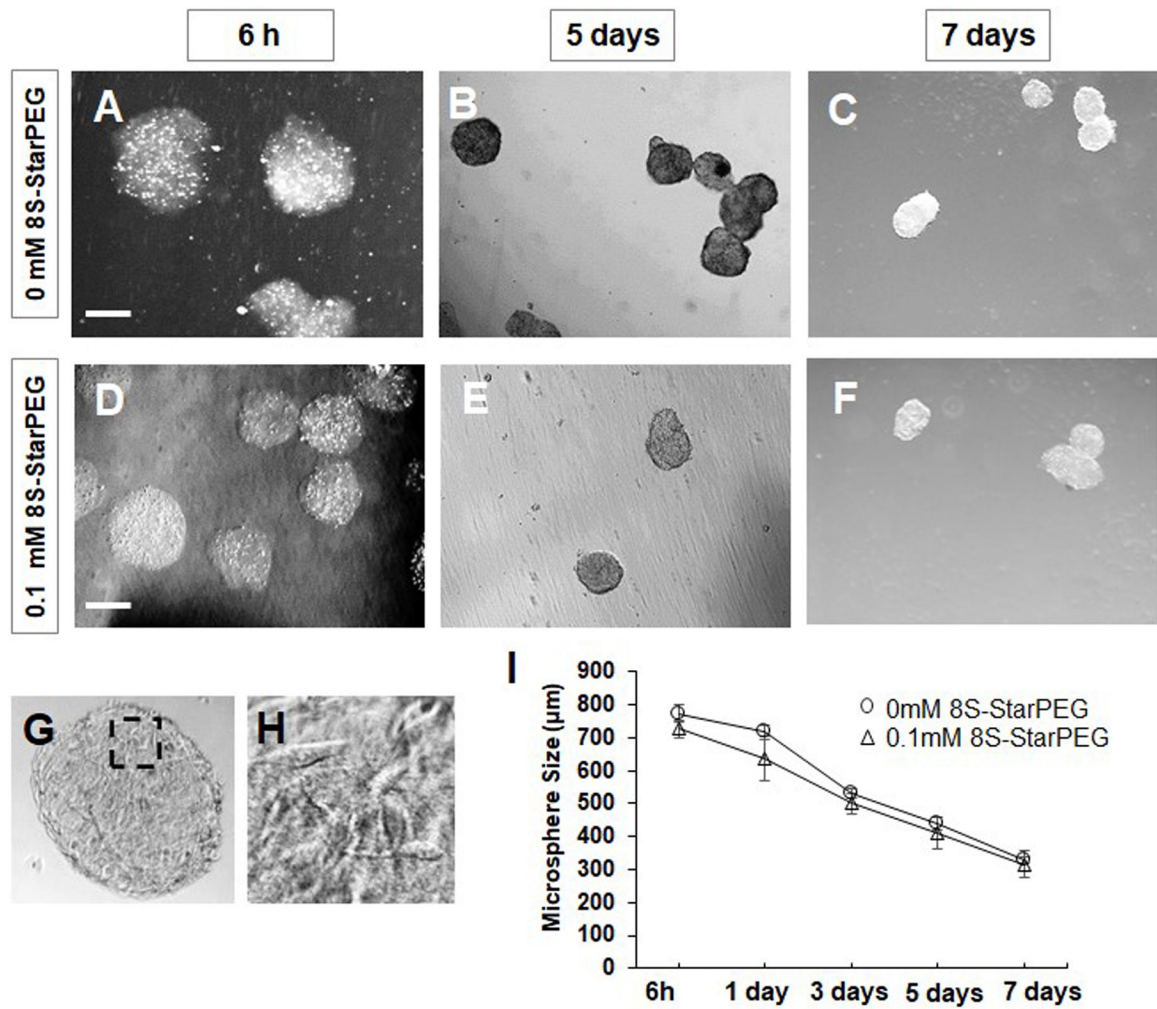 6 h
5 days
7 days
0 mM 8S-StarPEG
A
B
C
0.1 mM 8S-StarPEG
D
E
F
G
H
I
Microsphere Size (µm)
900
800
700
600
500
400
300
200
100
0
0mM 8S-StarPEG
0.1mM 8S-StarPEG
6h
1 day
3 days
5 days
7 days